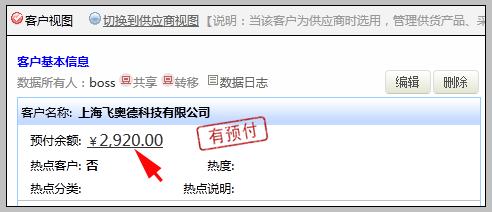 客户视图 切换到供应商视图【说明：当该客户为供应商时选用，管理供货产品、采
客户基本信息
数据所有人：boss 共享 转移 数据日志 编辑 删除
客户名称: 上海飞奥德科技有限公司
预付余额: ￥2,920.00 有预付
热点客户: 否 热度:
热点分类: 热点说明: